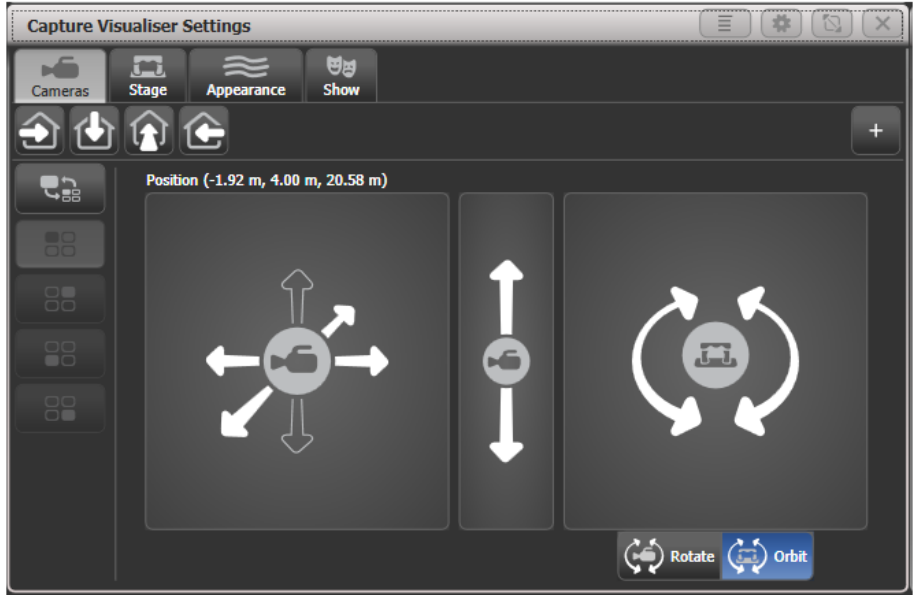 Capture Visualiser Settings
Cameras Stage Appearance Show
+
Position (-1.92 m, 4.00 m, 20.58 m)
Rotate Orbit